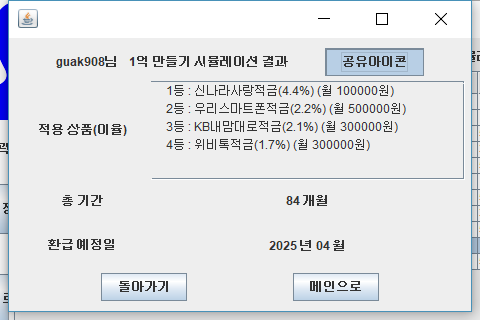 guak908님 1억 만들기 시뮬레이션 결과 공유아이콘
1등 : 신나라사랑적금(4.4%) (월 100000원)
2등 : 우리스마트폰적금(2.2%) (월 500000원)
적용 상품(이율)
3등 : KB내맘대로적금(2.1%) (월 300000원)
4등 : 위비톡적금(1.7%) (월 300000원)
총 기간 84 개월
환급 예정일 2025 년 04 월
돌아가기 메인으로